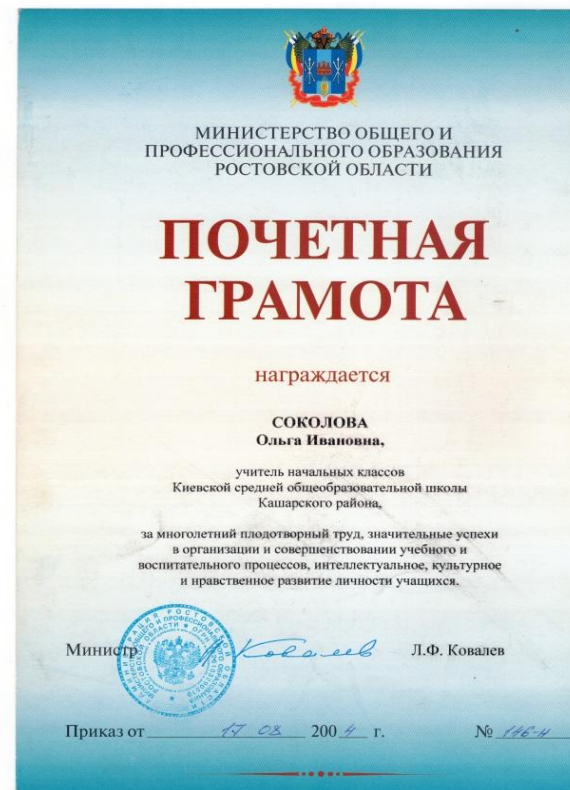 МИНИСТЕРСТВО ОБЩЕГО И
ПРОФЕССИОНАЛЬНОГО ОБРАЗОВАНИЯ
РОСТОВСКОЙ ОБЛАСТИ
ПОЧЕТНАЯ
ГРАМОТА
награждается
СОКОЛОВА
Ольга Ивановна,
учитель начальных классов
Киевской средней общеобразовательной школы
Кашарского района,
за многолетний плодотворный труд, значительные успехи
в организации и совершенствовании учебного и
воспитательного процессов, интеллектуальное, культурное
и нравственное развитие личности учащихся.
Министр Ковалев Л.Ф. Ковалев
Приказ от 17 08 2004 г. № 146-н